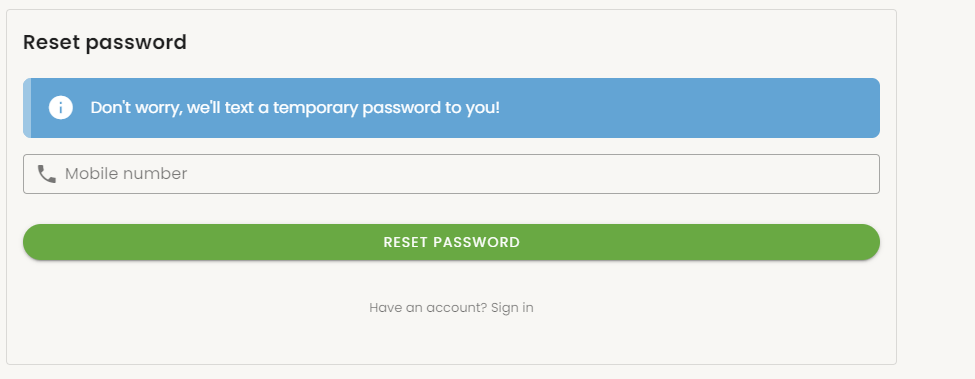 Reset password
Don't worry, we'll text a temporary password to you!
Mobile number
RESET PASSWORD
Have an account? Sign in